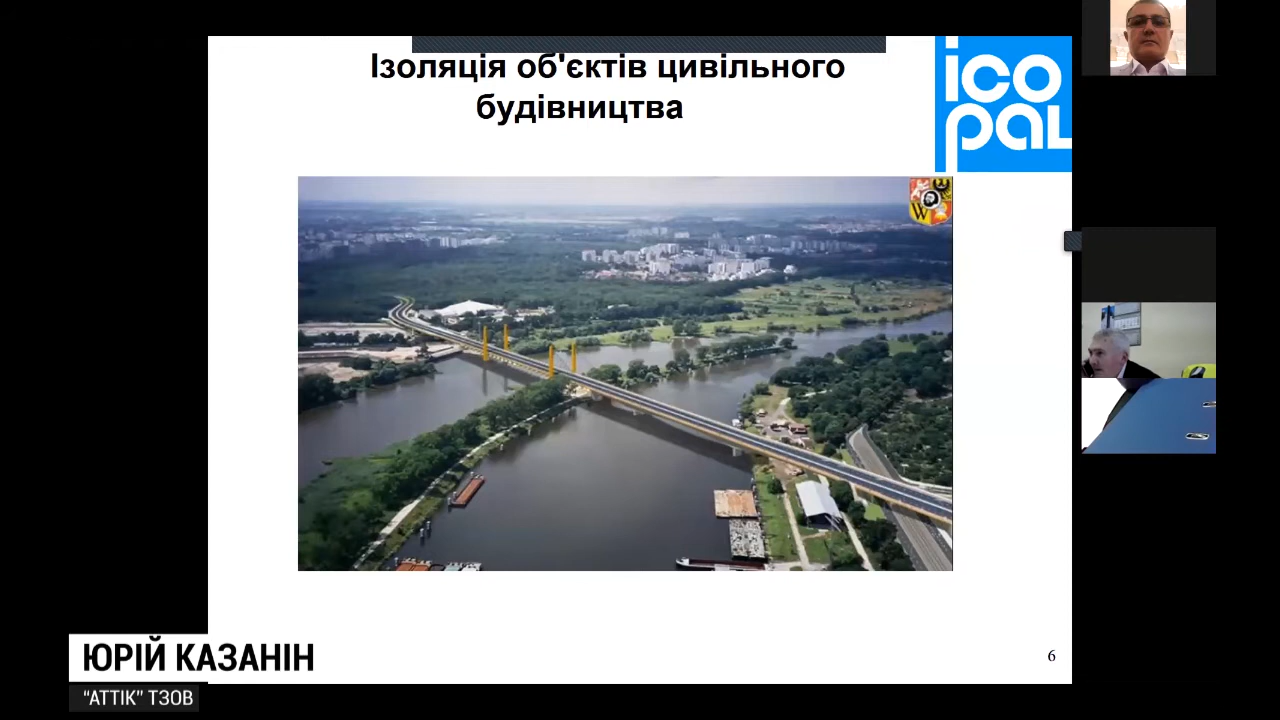 Ізоляція об'єктів цивільного
будівництва
icopal
W
6
ЮРІЙ КАЗАНІН
“АТТІК” ТЗОВ